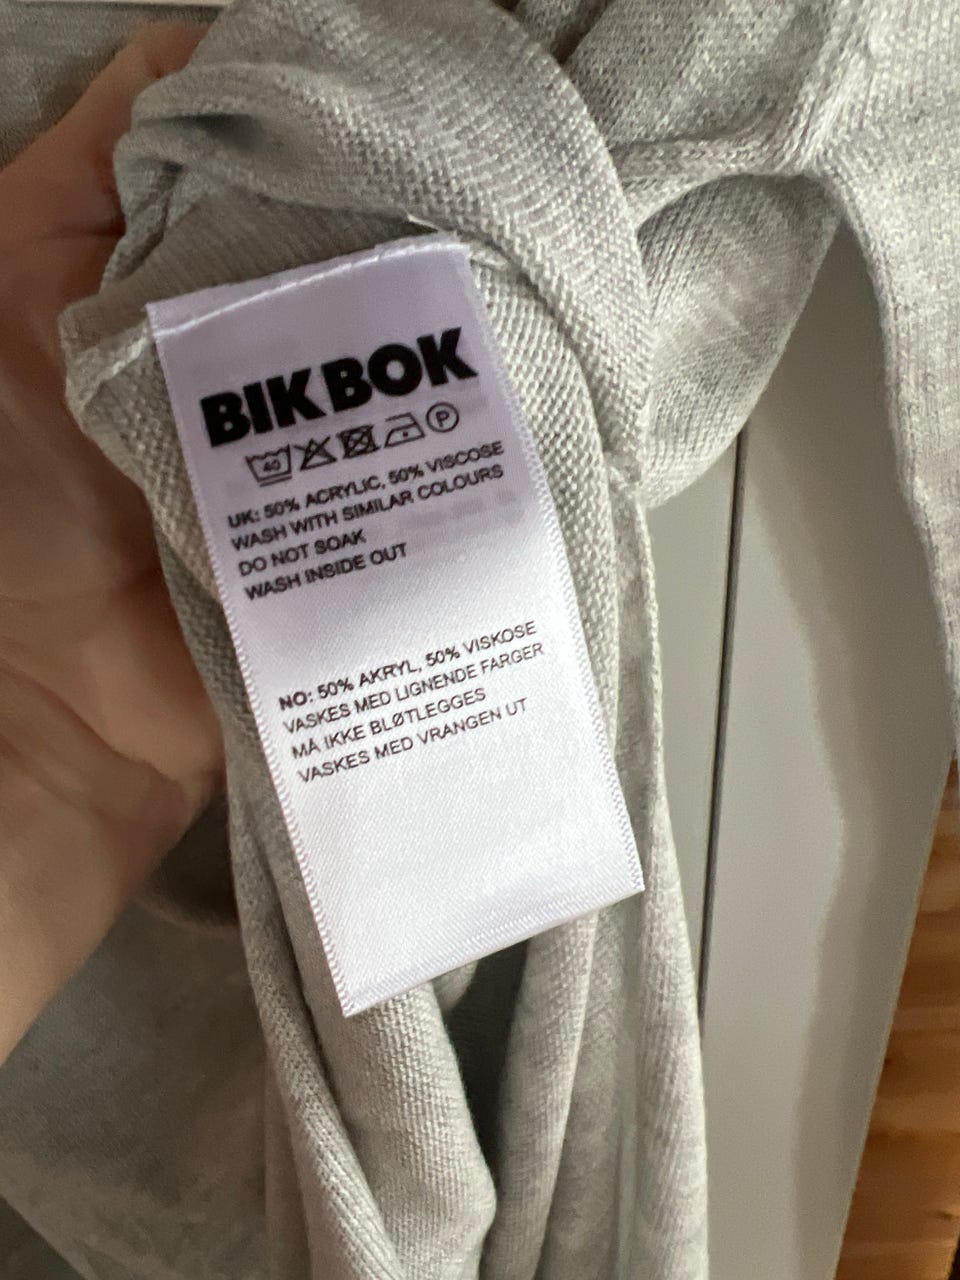 BIK BOK
40 P
UK: 50% ACRYLIC, 50% VISCOSE
WASH WITH SIMILAR COLOURS
DO NOT SOAK
WASH INSIDE OUT
NO: 50% AKRYL, 50% VISKOSE
VASKES MED LIGNENDE FARGER
MÅ IKKE BLØTLEGGES
VASKES MED VRANGEN UT